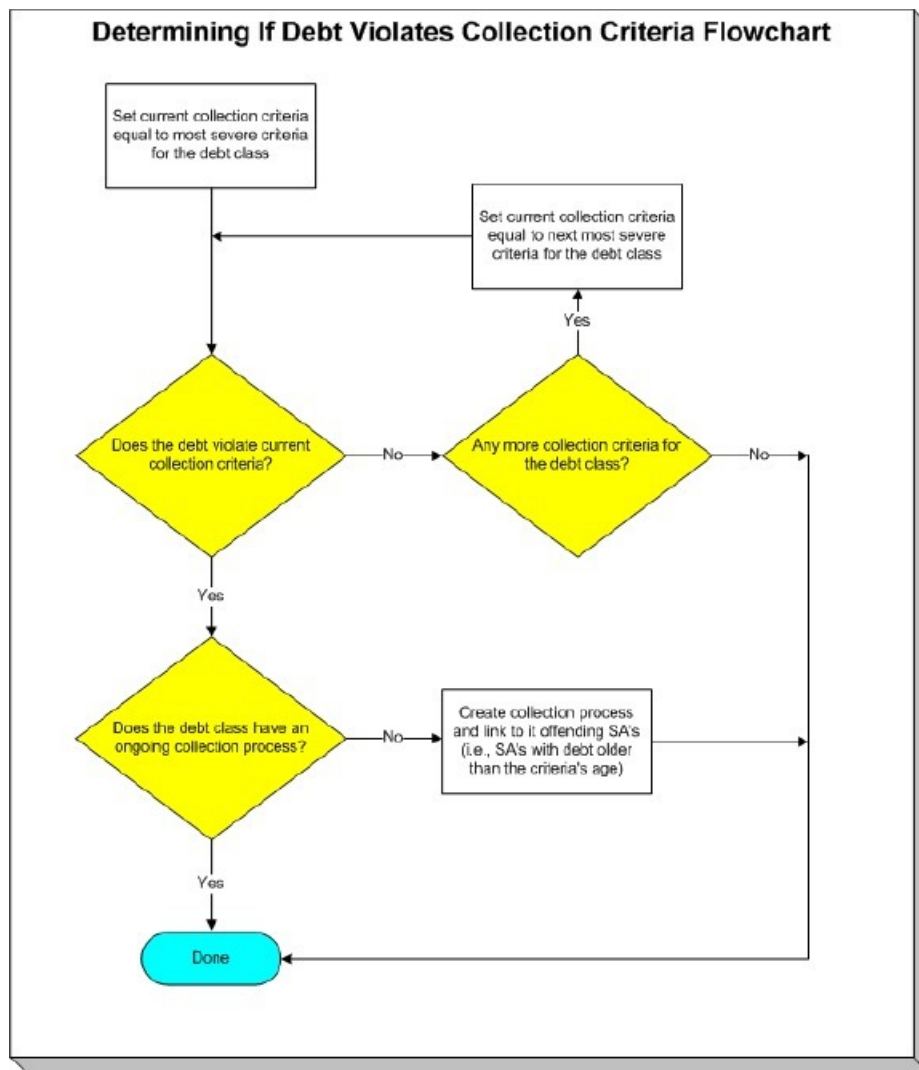 Determining If Debt Violates Collection Criteria Flowchart
Set current collection criteria
equal to most severe criteria
for the debt class
Set current collection criteria
equal to next most severe
criteria for the debt class
Yes
Does the debt violate current
collection criteria?
No
Any more collection criteria for
the debt class?
No
Yes
Does the debt class have an
ongoing collection process?
No
Create collection process
and link to it offending SA's
(i.e., SA's with debt older
than the criteria's age)
Yes
Done